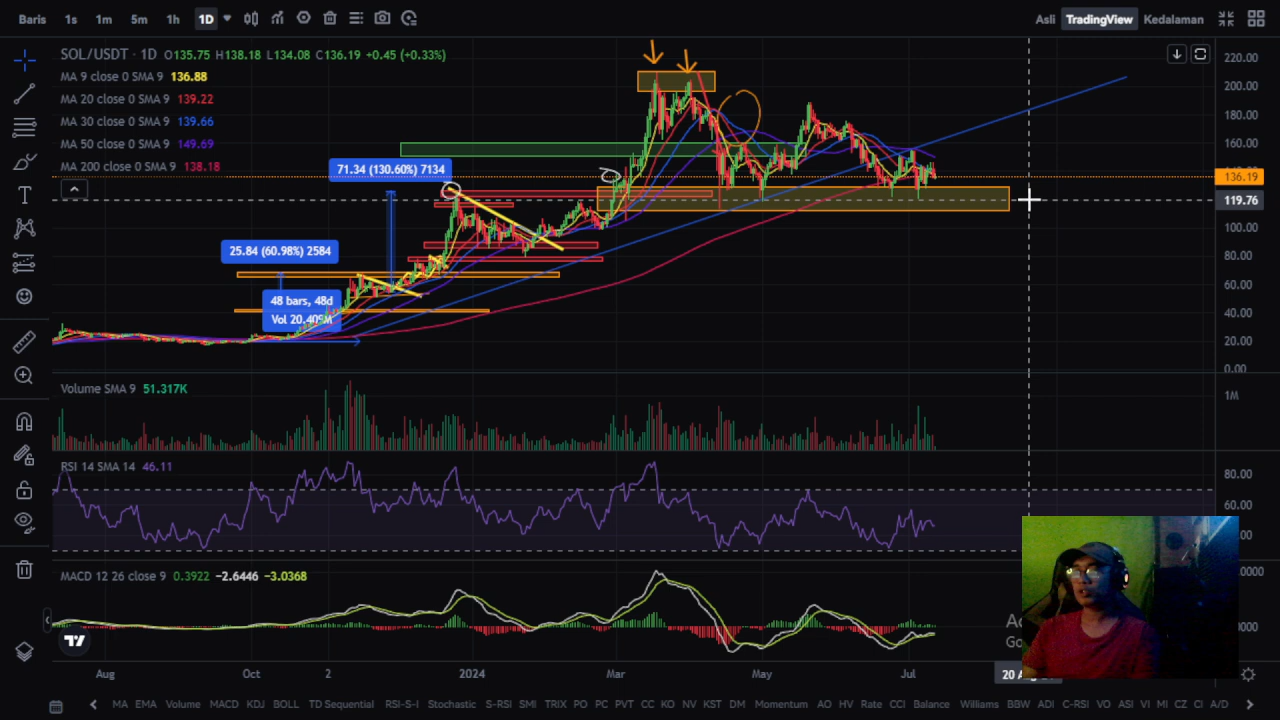 Baris 1s 1m 5m 1h 1D Asli TradingView Kedalaman
SOL/USDT · 1D O135.75 H138.18 L134.08 C136.19 +0.45 (+0.33%)
MA 9 close 0 SMA 9 136.88
MA 20 close 0 SMA 9 139.22
MA 30 close 0 SMA 9 139.66
MA 50 close 0 SMA 9 149.69
MA 200 close 0 SMA 9 138.18
71.34 (130.60%) 7134
25.84 (60.98%) 2584
48 bars, 48d
Vol 20.409M
220.00
200.00
180.00
160.00
136.19
119.76
100.00
80.00
60.00
40.00
20.00
0.00
Volume SMA 9 51.317K
1M
RSI 14 SMA 14 46.11
80.00
60.00
MACD 12 26 close 9 0.3922 −2.6446 −3.0368
Aug Oct 2 2024 Mar May Jul
MA EMA Volume MACD KDJ BOLL TD Sequential RSI-S-I Stochastic S-RSI SMI TRIX PO PC PVT CC KO NV KST DM Momentum AO HV Rate CCI Balance Williams BBW ADI C-RSI VO ASI VI MI CZ CI A/D